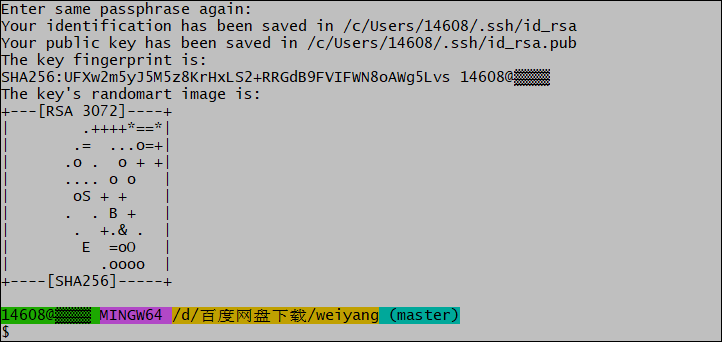 Enter same passphrase again:
Your identification has been saved in /c/Users/14608/.ssh/id_rsa
Your public key has been saved in /c/Users/14608/.ssh/id_rsa.pub
The key fingerprint is:
SHA256:UFXw2m5yJ5M5z8KrHxLS2+RRGdB9FVIFWN8oAWg5Lvs 14608@▒▒▒▒
The key's randomart image is:
+---[RSA 3072]----+
|        .++++*==*|
|       .=  ...o=+|
|      .o .  o + +|
|      .... o o   |
|       oS + +    |
|      .  . B +   |
|       .  +.& .  |
|        E  =oO   |
|          .oooo  |
+----[SHA256]-----+
14608@▒▒▒▒ MINGW64 /d/百度网盘下载/weiyang (master)
$